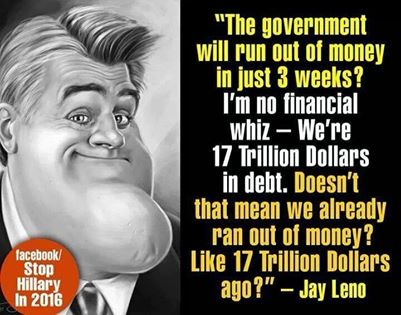 "The government
will run out of money
in just 3 weeks?
I'm no financial
whiz – We're
17 Trillion Dollars
in debt. Doesn't
that mean we already
ran out of money?
Like 17 Trillion Dollars
ago?" – Jay Leno
facebook/
Stop
Hillary
In 2016